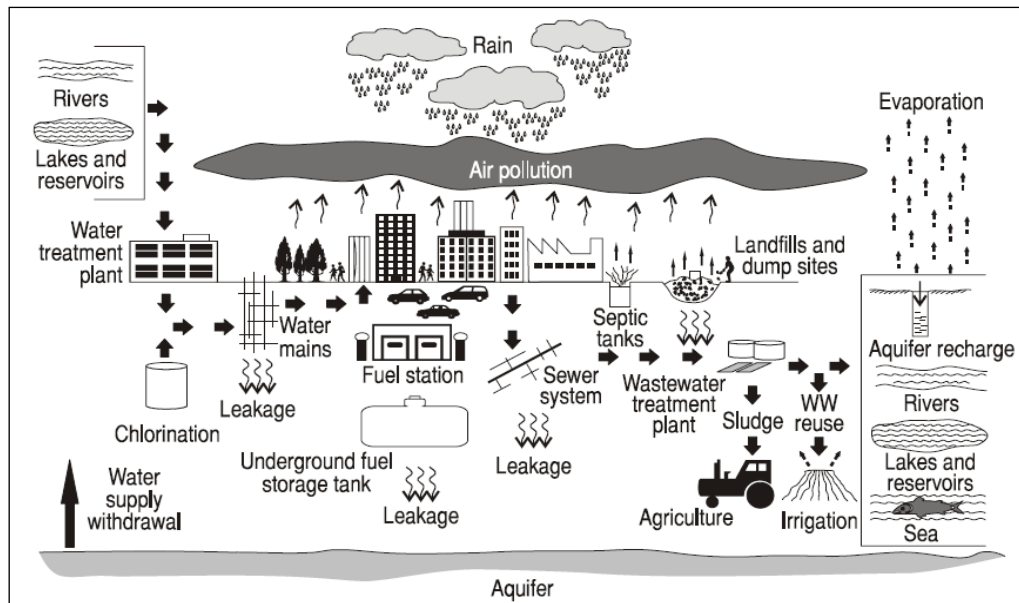 Rain
Rivers
Lakes and
reservoirs
Evaporation
Air pollution
Water
treatment
plant
Landfills and
dump sites
Water
mains
Septic
tanks
Aquifer recharge
Fuel station
Sewer
system
Wastewater
treatment
plant
Sludge
WW
reuse
Rivers
Leakage
Chlorination
Underground fuel
storage tank
Leakage
Leakage
Lakes and
reservoirs
Water
supply
withdrawal
Agriculture
Irrigation
Sea
Aquifer